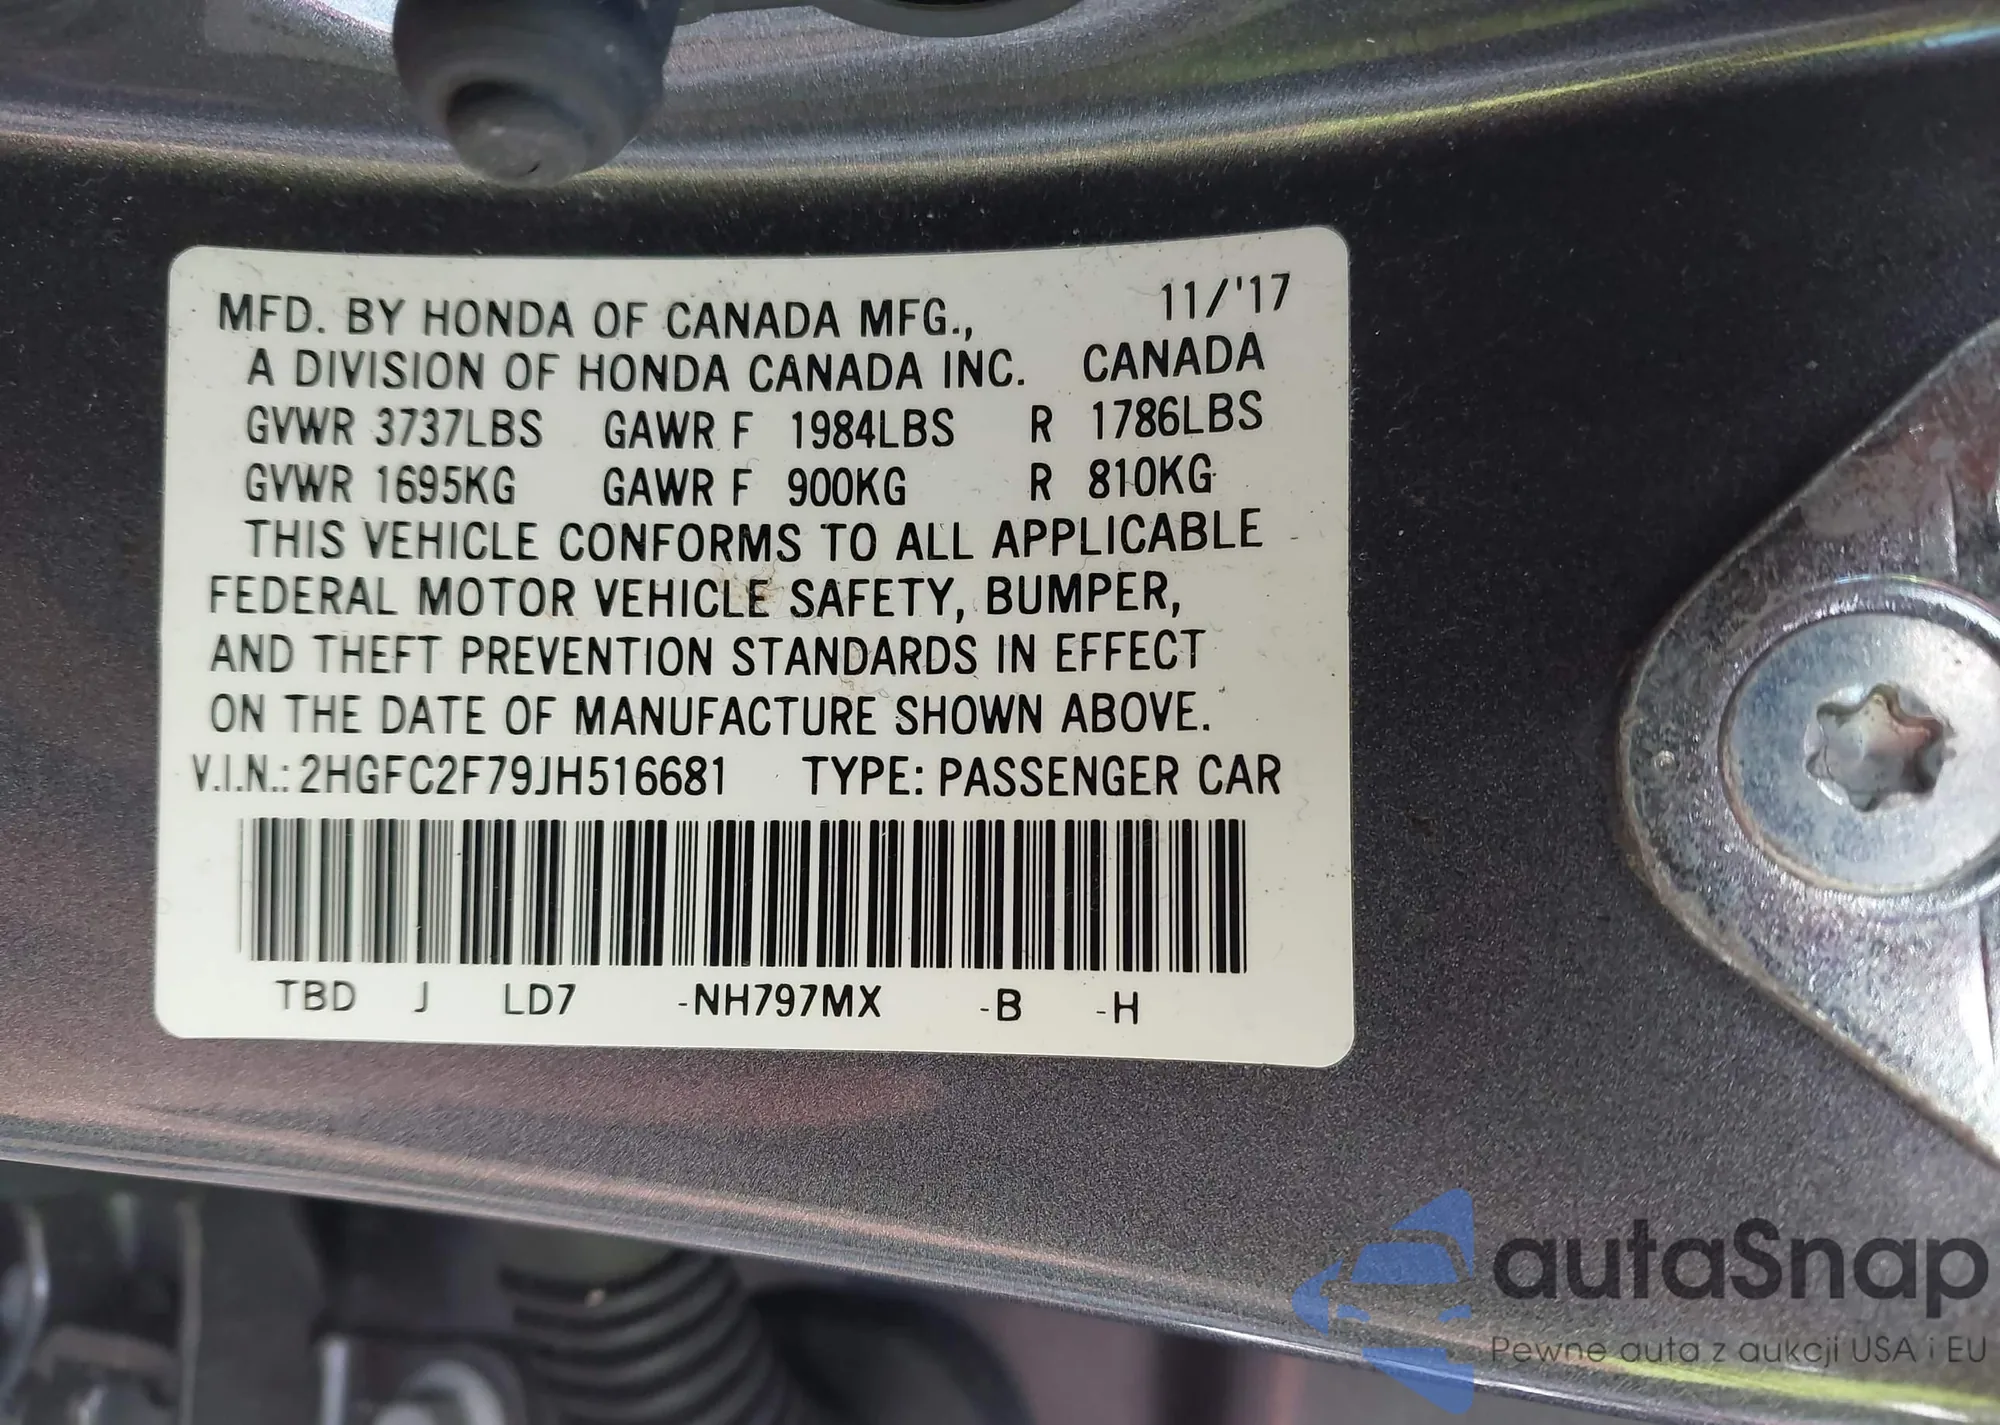 MFD. BY HONDA OF CANADA MFG., 11/'17
A DIVISION OF HONDA CANADA INC. CANADA
GVWR 3737LBS GAWR F 1984LBS R 1786LBS
GVWR 1695KG GAWR F 900KG R 810KG
THIS VEHICLE CONFORMS TO ALL APPLICABLE
FEDERAL MOTOR VEHICLE SAFETY, BUMPER,
AND THEFT PREVENTION STANDARDS IN EFFECT
ON THE DATE OF MANUFACTURE SHOWN ABOVE.
V.I.N.: 2HGFC2F79JH516681 TYPE: PASSENGER CAR
TBD J LD7 -NH797MX -B -H
autaSnap
Pewne auta z aukcji USA i EU